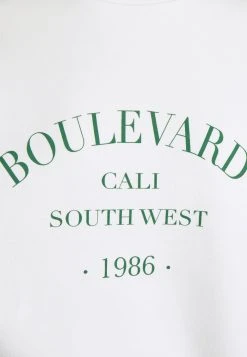 BOULEVARD
CALI
SOUTH WEST
· 1986 ·